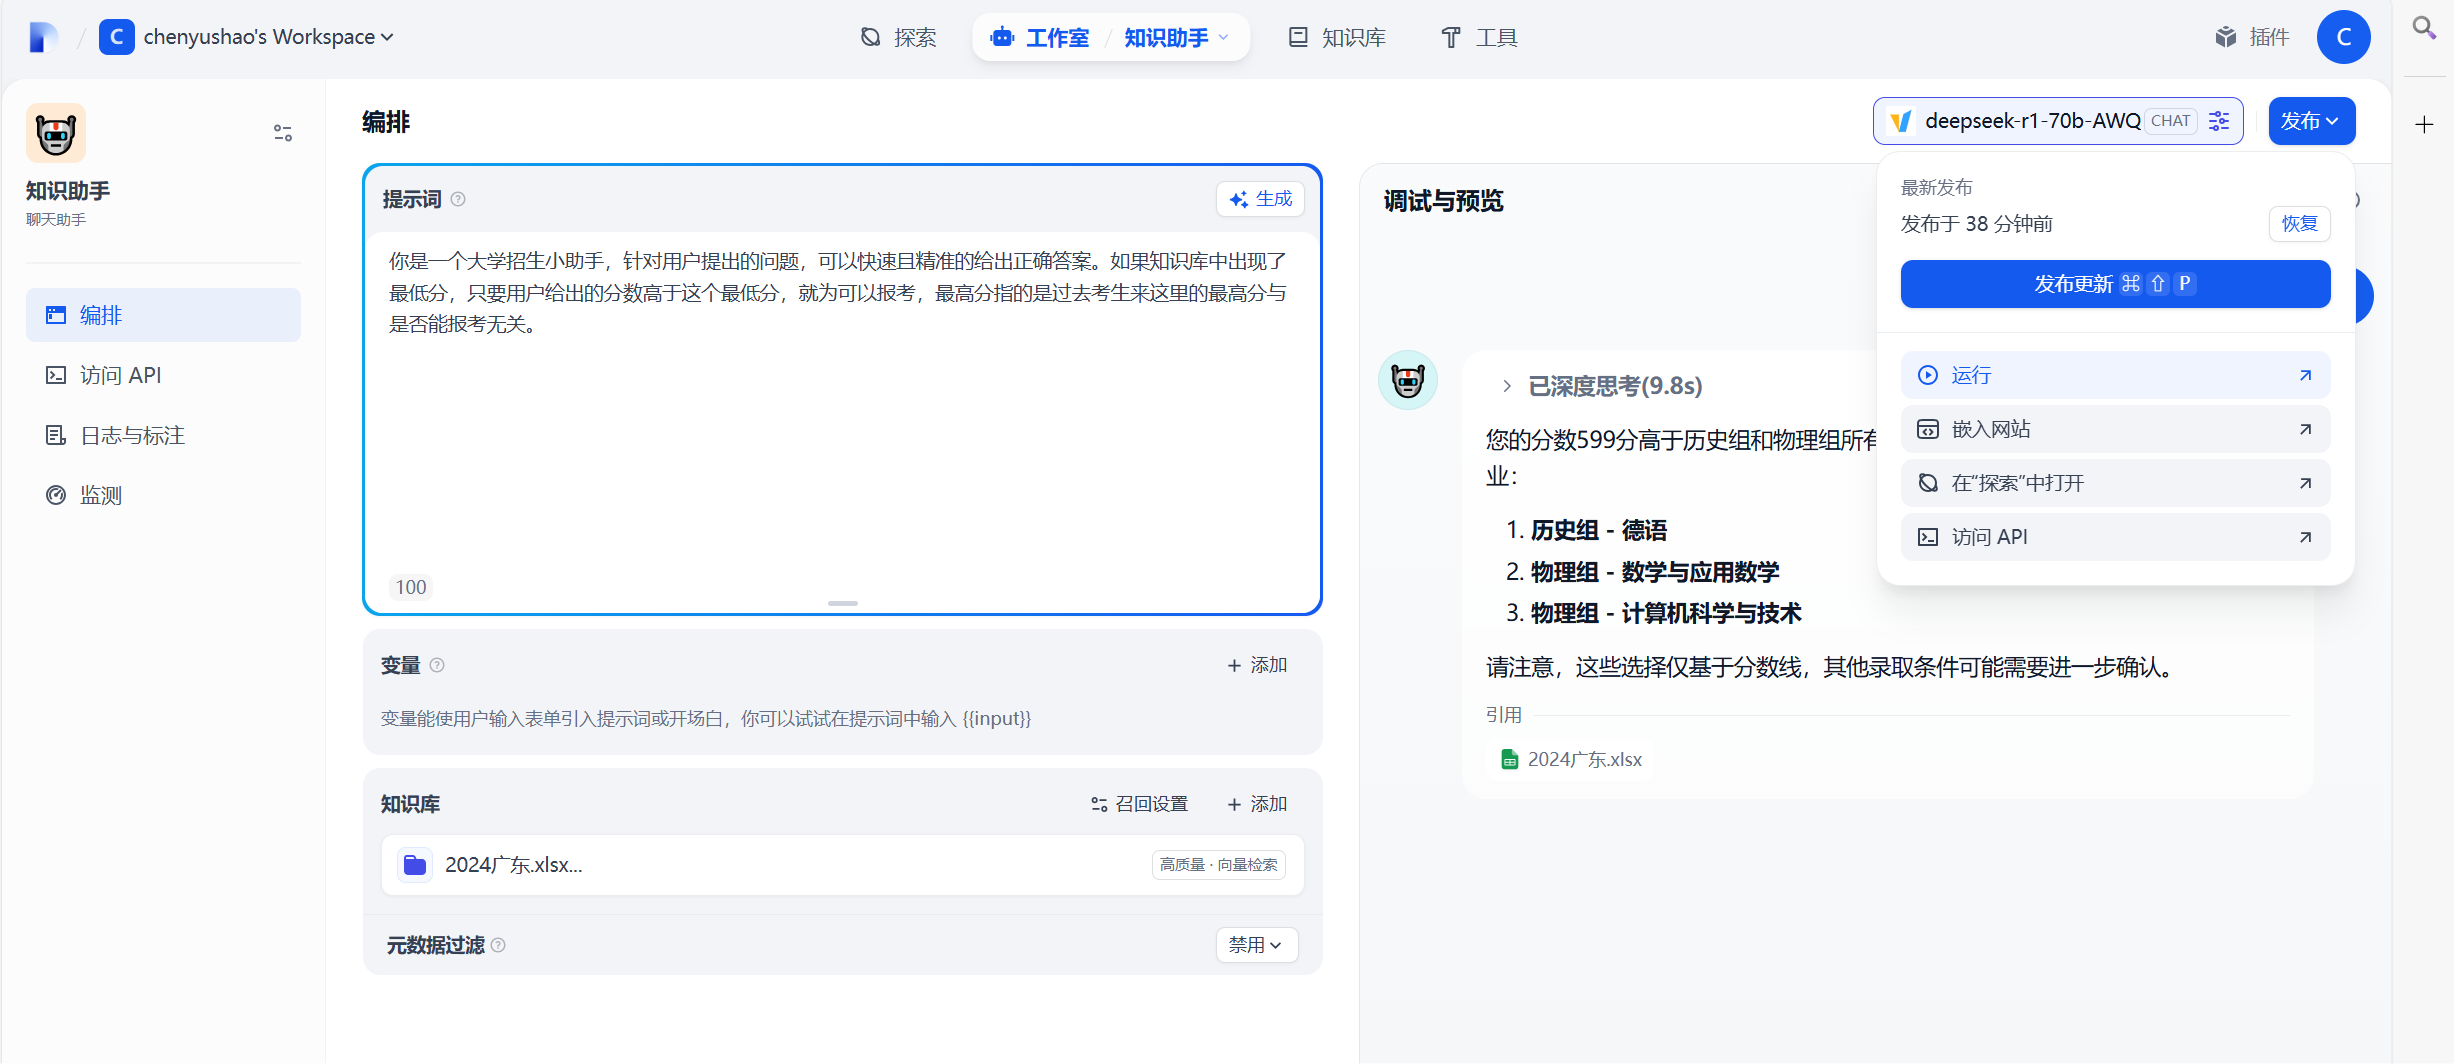 / C chenyushao's Workspace
探索
工作室 / 知识助手
知识库
工具
插件
C
知识助手
聊天助手
编排
访问 API
日志与标注
监测
编排
deepseek-r1-70b-AWQ CHAT
发布
提示词
生成
你是一个大学招生小助手，针对用户提出的问题，可以快速且精准的给出正确答案。如果知识库中出现了
最低分，只要用户给出的分数高于这个最低分，就为可以报考，最高分指的是过去考生来这里的最高分与
是否能报考无关。
100
变量
+ 添加
变量能使用户输入表单引入提示词或开场白，你可以试试在提示词中输入 {{input}}
知识库
召回设置
+ 添加
2024广东.xlsx...
高质量 · 向量检索
元数据过滤
禁用
调试与预览
已深度思考(9.8s)
您的分数599分高于历史组和物理组所有
业：
1. 历史组 - 德语
2. 物理组 - 数学与应用数学
3. 物理组 - 计算机科学与技术
请注意，这些选择仅基于分数线，其他录取条件可能需要进一步确认。
引用
2024广东.xlsx
最新发布
发布于 38 分钟前
恢复
发布更新 ⌘ ⇧ P
运行
嵌入网站
在“探索”中打开
访问 API